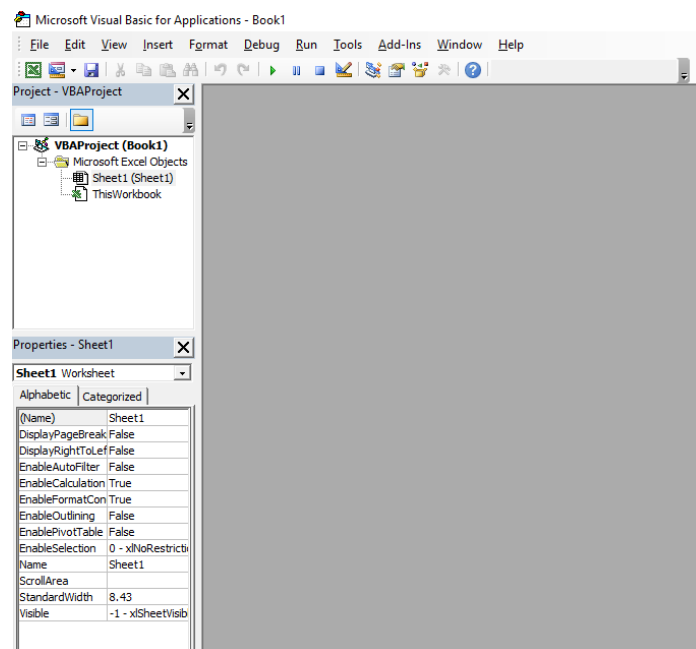 Microsoft Visual Basic for Applications - Book1
File Edit View Insert Format Debug Run Tools Add-Ins Window Help
Project - VBAProject
VBAProject (Book1)
Microsoft Excel Objects
Sheet1 (Sheet1)
ThisWorkbook
Properties - Sheet1
Sheet1 Worksheet
Alphabetic Categorized
(Name) Sheet1
DisplayPageBreak False
DisplayRightToLef False
EnableAutoFilter False
EnableCalculation True
EnableFormatCon True
EnableOutlining False
EnablePivotTable False
EnableSelection 0 - xlNoRestricti
Name Sheet1
ScrollArea
StandardWidth 8.43
Visible -1 - xlSheetVisib